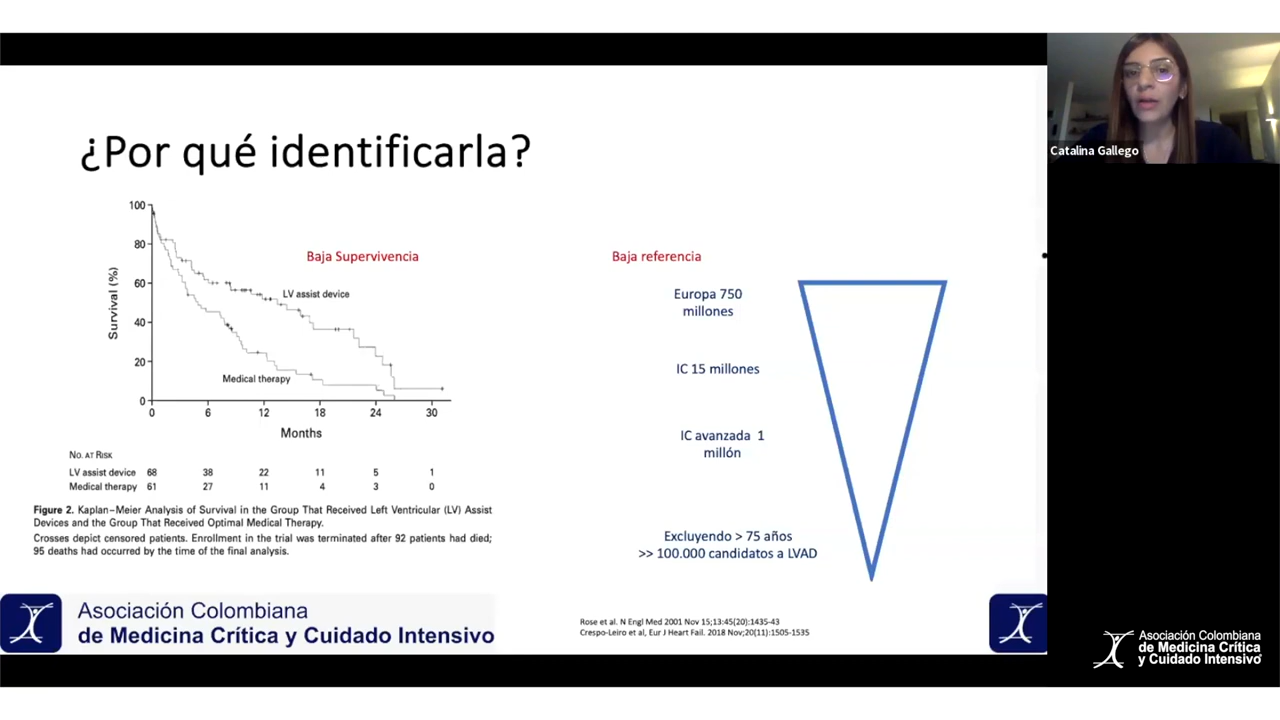 ¿Por qué identificarla?
100
80
60
40
20
0
Survival (%)
Baja Supervivencia
LV assist device
Medical therapy
0 6 12 18 24 30
Months
No. at Risk
LV assist device 68 38 22 11 5 1
Medical therapy 61 27 11 4 3 0
Figure 2. Kaplan–Meier Analysis of Survival in the Group That Received Left Ventricular (LV) Assist
Devices and the Group That Received Optimal Medical Therapy.
Crosses depict censored patients. Enrollment in the trial was terminated after 92 patients had died;
95 deaths had occurred by the time of the final analysis.
Baja referencia
Europa 750
millones
IC 15 millones
IC avanzada 1
millón
Excluyendo > 75 años
>> 100.000 candidatos a LVAD
Rose et al. N Engl Med 2001 Nov 15;13:45(20):1435-43
Crespo-Leiro et al, Eur J Heart Fail. 2018 Nov;20(11):1505-1535
Asociación Colombiana
de Medicina Crítica y Cuidado Intensivo
Catalina Gallego
Asociación Colombiana
de Medicina Crítica
y Cuidado Intensivo